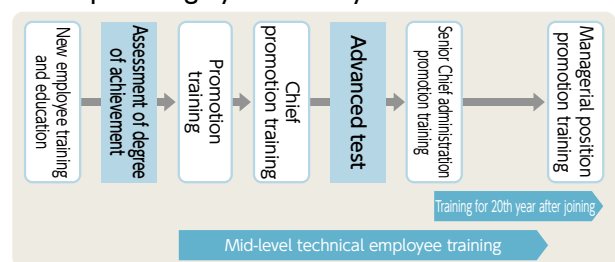 New employee training
and education
Assessment of degree
of achievement
Promotion
training
Chief
promotion training
Advanced test
Senior Chief administration
promotion training
Managerial position
promotion training
Training for 20th year after joining
Mid-level technical employee training